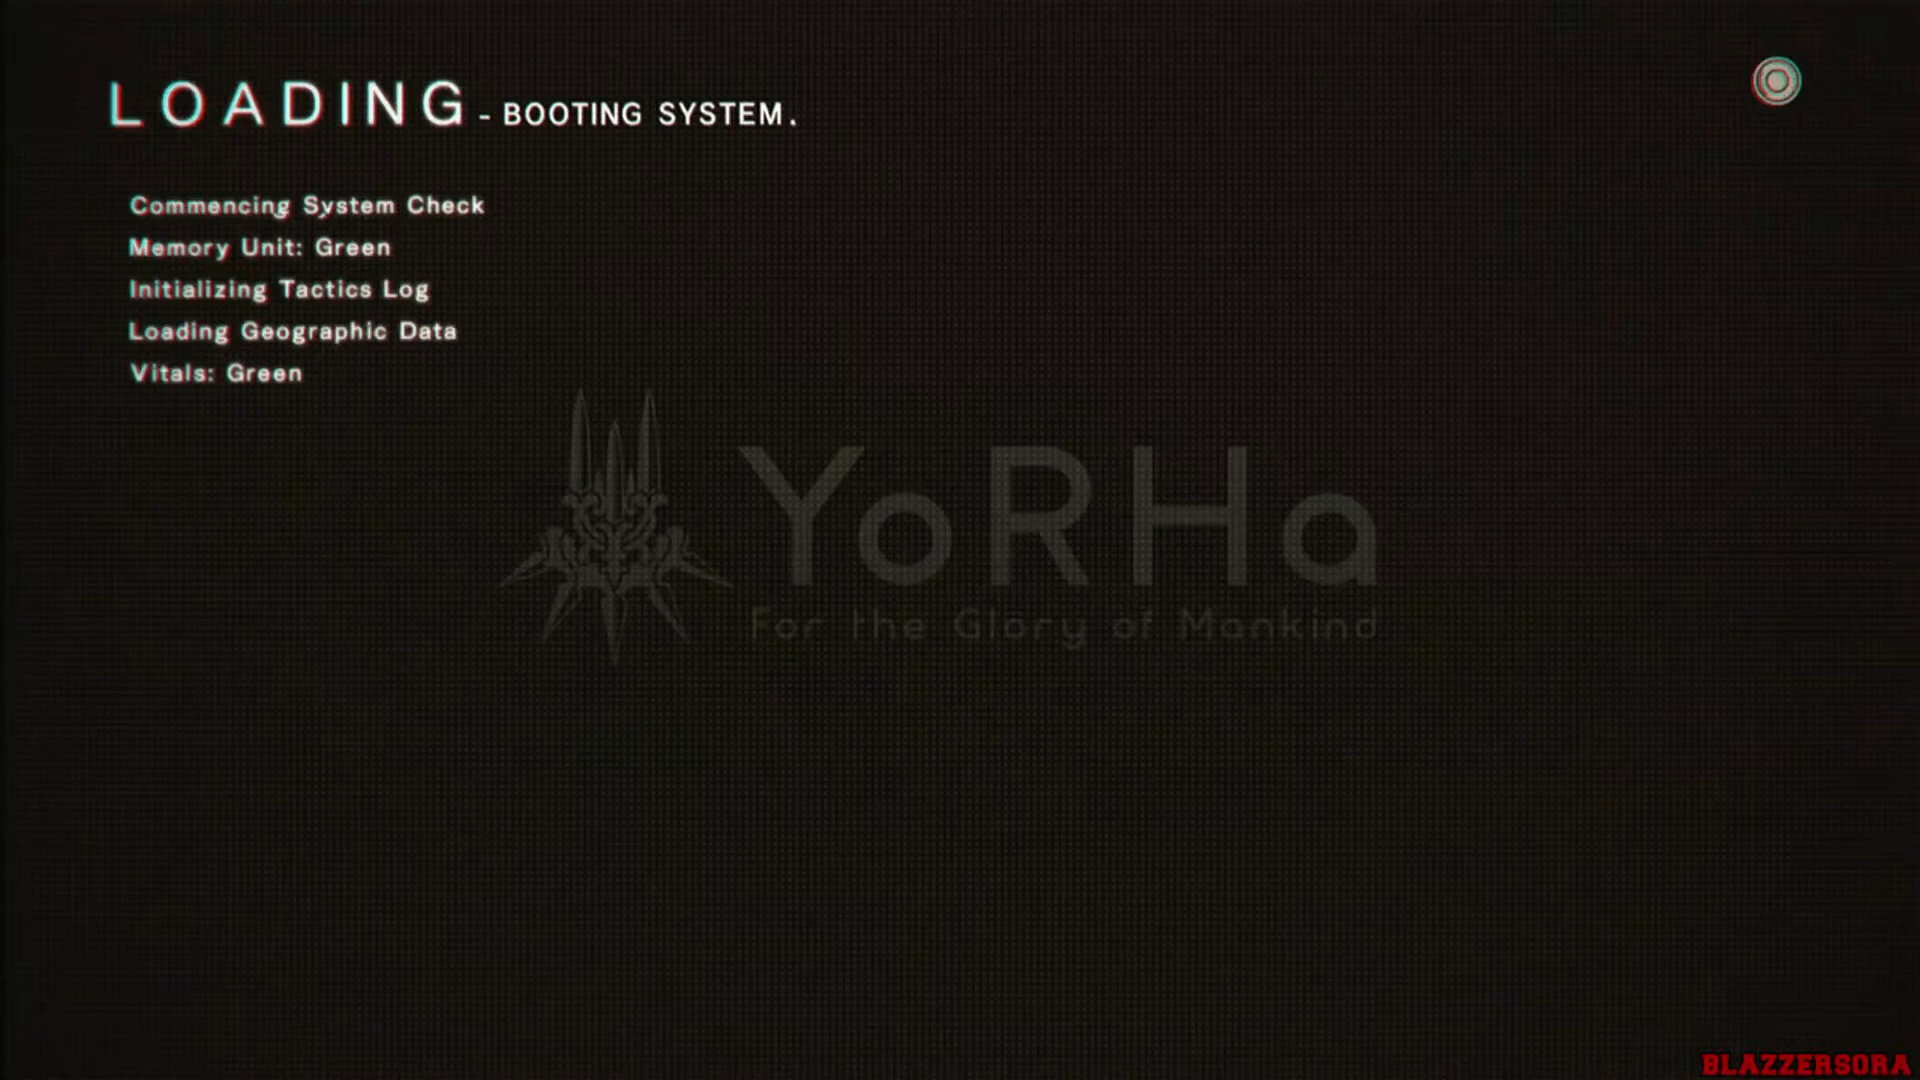 LOADING - BOOTING SYSTEM.
Commencing System Check
Memory Unit: Green
Initializing Tactics Log
Loading Geographic Data
Vitals: Green
YoRHa
For the Glory of Mankind
BLAZZERSORA